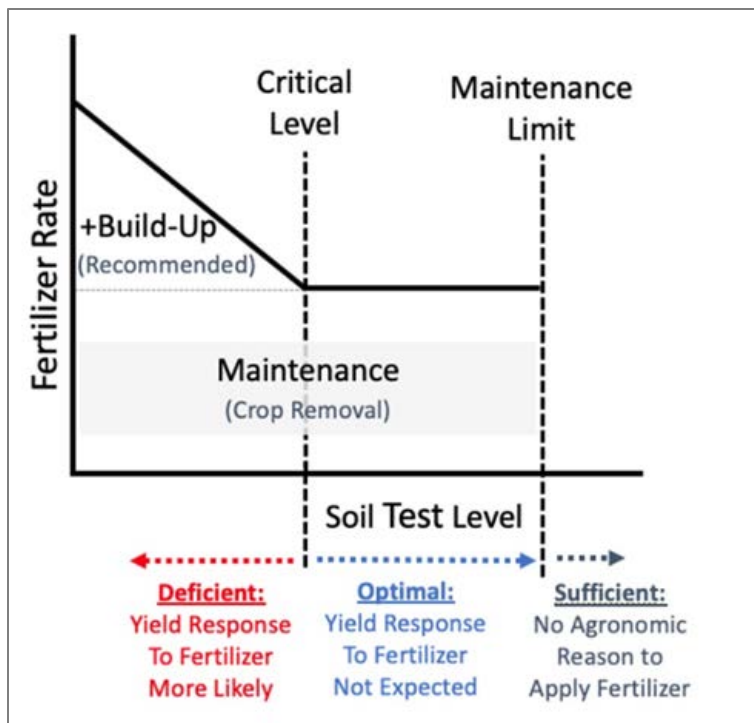 Critical
Level
Maintenance
Limit
Fertilizer Rate
+Build-Up
(Recommended)
Maintenance
(Crop Removal)
Soil Test Level
Deficient:
Yield Response
To Fertilizer
More Likely
Optimal:
Yield Response
To Fertilizer
Not Expected
Sufficient:
No Agronomic
Reason to
Apply Fertilizer